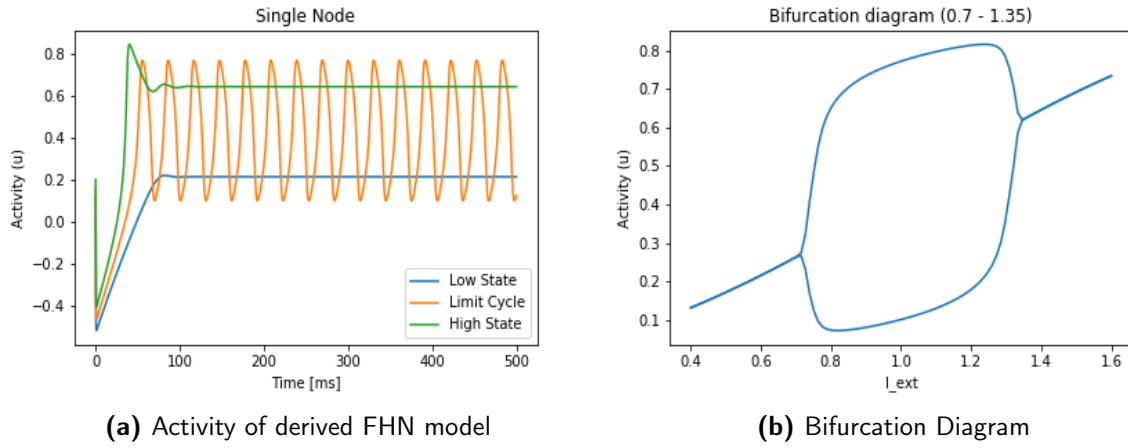 Single Node
Activity (u)
0.8
0.6
0.4
0.2
0.0
−0.2
−0.4
Low State
Limit Cycle
High State
0 100 200 300 400 500
Time [ms]
(a) Activity of derived FHN model
Bifurcation diagram (0.7 - 1.35)
Activity (u)
0.8
0.7
0.6
0.5
0.4
0.3
0.2
0.1
0.4 0.6 0.8 1.0 1.2 1.4 1.6
I_ext
(b) Bifurcation Diagram